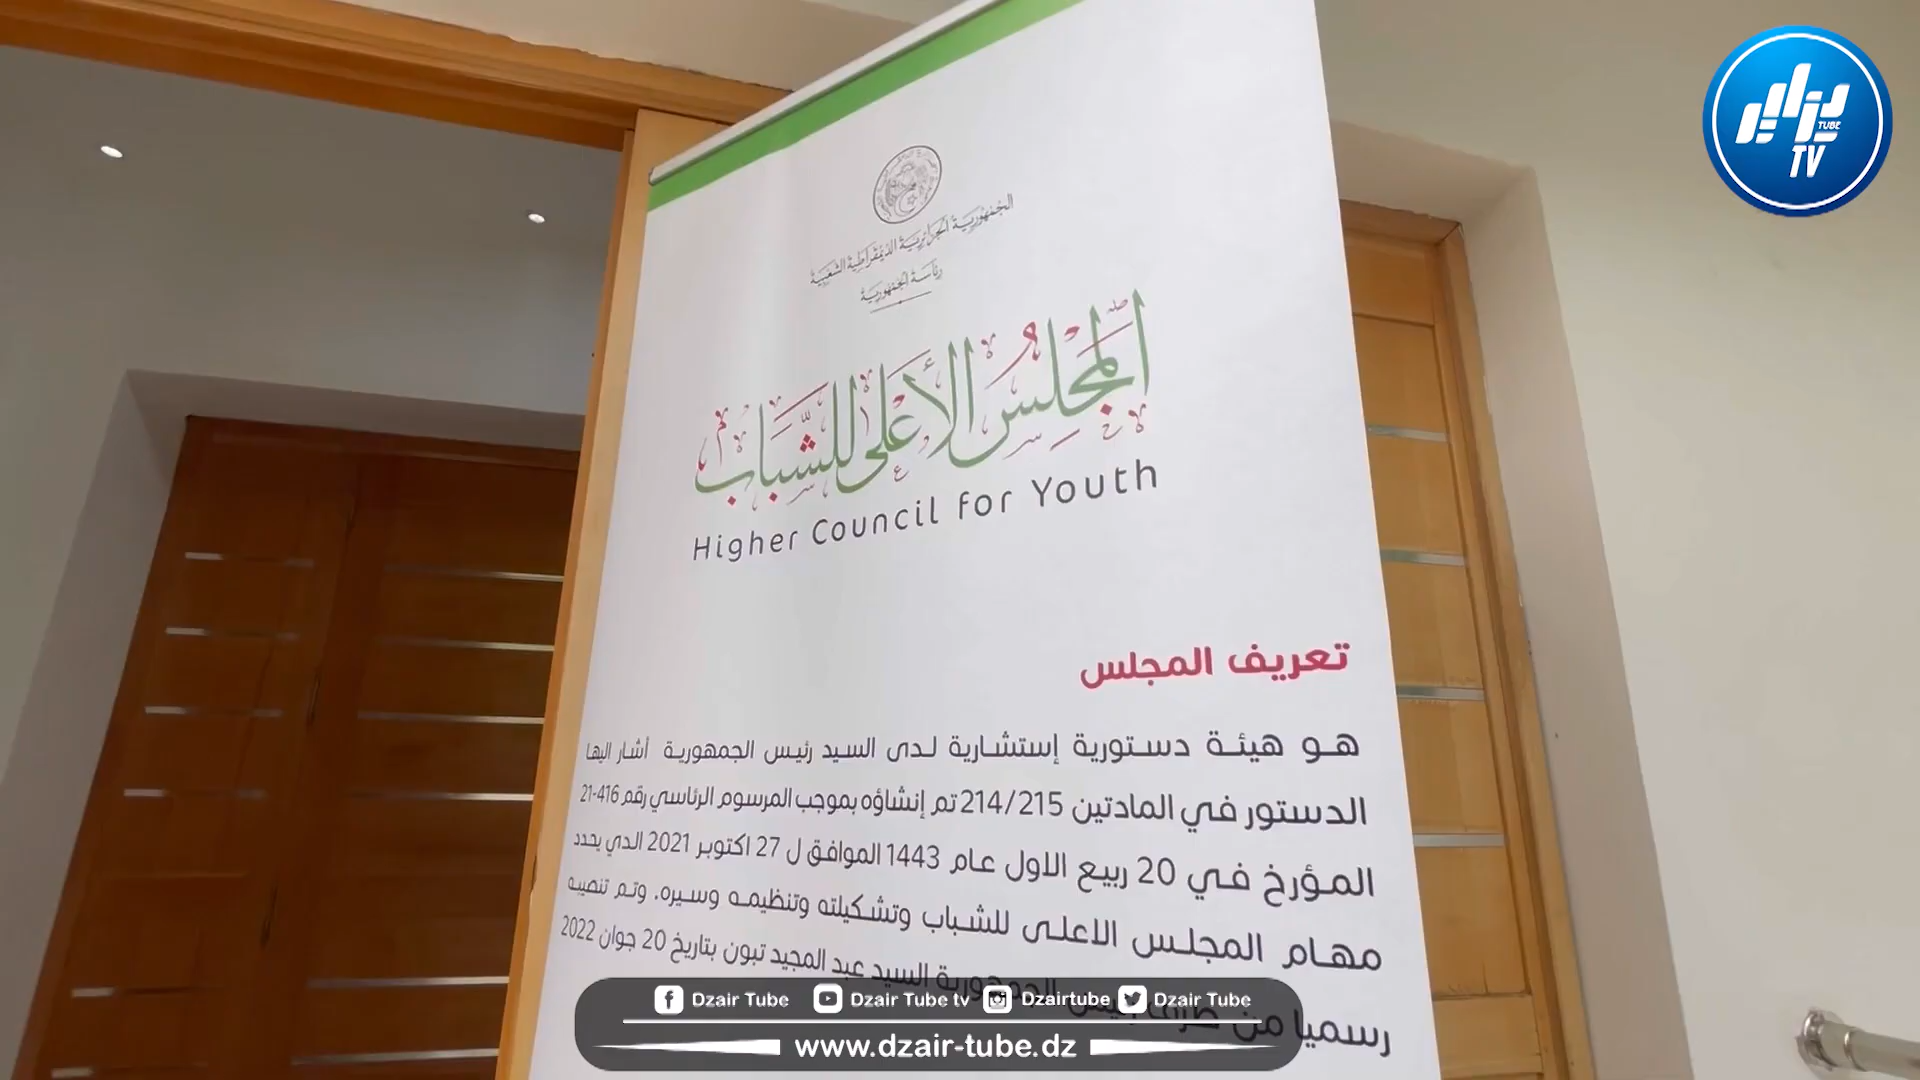 دزاير
TUBE
TV
الجمهورية الجزائرية الديمقراطية الشعبية
رئاسة الجمهورية
المجلس الأعلى للشباب
Higher Council for Youth
تعريف المجلس
هو هيئة دستورية إستشارية لدى السيد رئيس الجمهورية أشار اليها
الدستور في المادتين 214/215 تم إنشاؤه بموجب المرسوم الرئاسي رقم 416-21
المؤرخ في 20 ربيع الاول عام 1443 الموافق ل 27 اكتوبر 2021 الدي يحدد
مهام المجلس الاعلى للشباب وتشكيلته وتنظيمه وسيره. وتم تنصيبه
رسميا من طرف رئيس الجمهورية السيد عبد المجيد تبون بتاريخ 20 جوان 2022
Dzair Tube Dzair Tube tv Dzairtube Dzair Tube
www.dzair-tube.dz